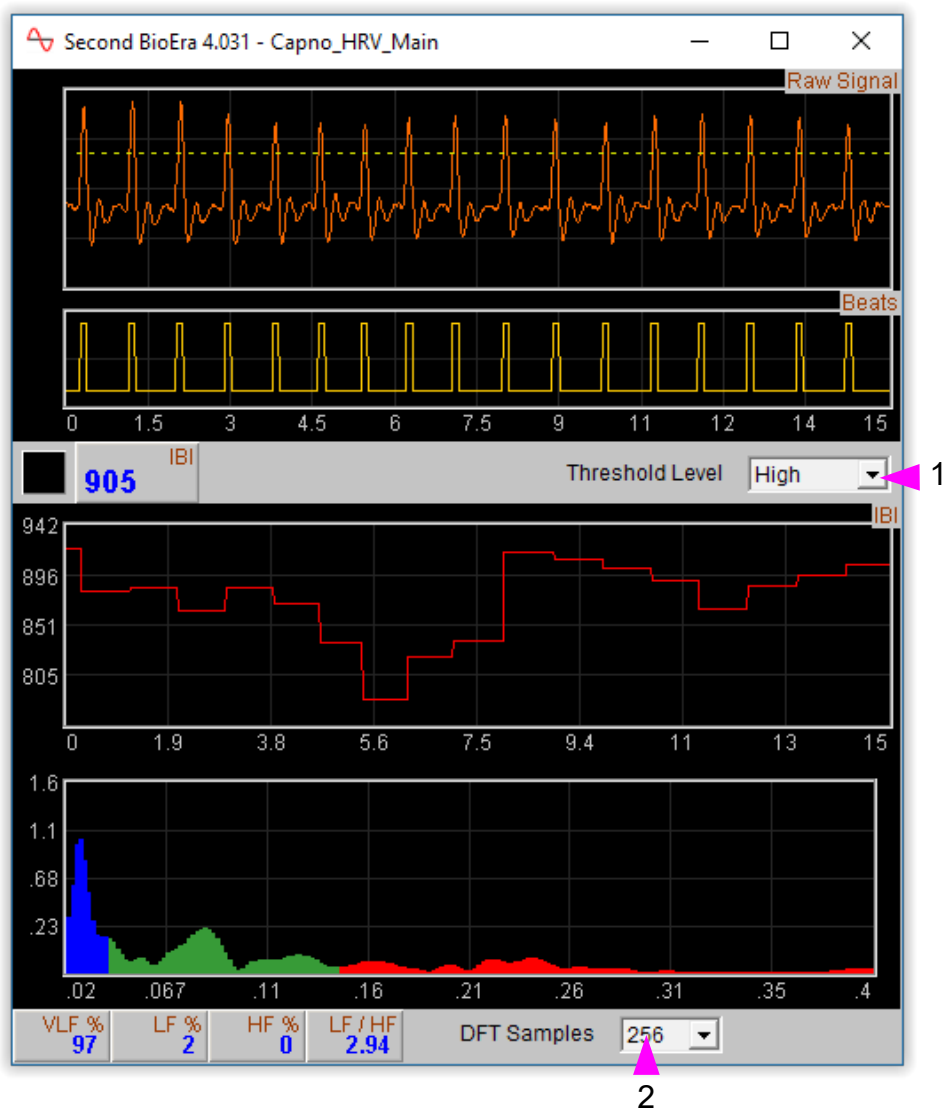 Second BioEra 4.031 - Capno_HRV_Main
Raw Signal
Beats
0 1.5 3 4.5 6 7.5 9 11 12 14 15
905 IBI Threshold Level High 1
IBI
942
896
851
805
0 1.9 3.8 5.6 7.5 9.4 11 13 15
1.6
1.1
.68
.23
.02 .067 .11 .16 .21 .26 .31 .35 .4
VLF % LF % HF % LF / HF
97 2 0 2.94 DFT Samples 256
2